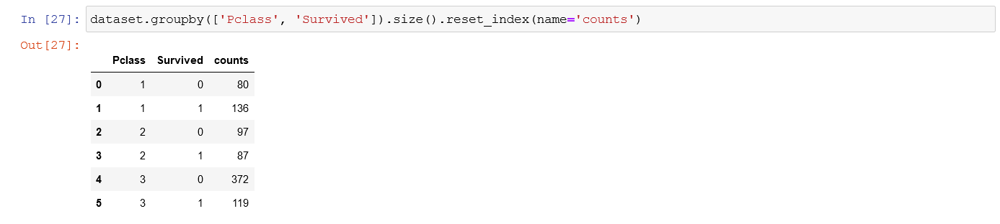 In [27]: dataset.groupby(['Pclass', 'Survived']).size().reset_index(name='counts')
Out[27]:
Pclass Survived counts
0 1 0 80
1 1 1 136
2 2 0 97
3 2 1 87
4 3 0 372
5 3 1 119